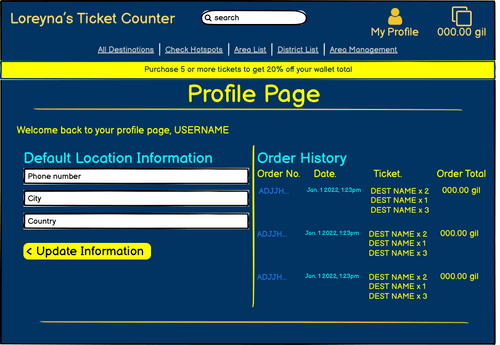 Loreyna's Ticket Counter
search
My Profile
000.00 gil
All Destinations Check Hotspots Area List District List Area Management
Purchase 5 or more tickets to get 20% off your wallet total
Profile Page
Welcome back to your profile page, USERNAME
Default Location Information
Phone number
City
Country
< Update Information
Order History
Order No. Date. Ticket. Order Total
ADJJH... Jan. 1 2022, 1:23pm DEST NAME x 2 000.00 gil
DEST NAME x 1
DEST NAME x 3
ADJJH... Jan. 1 2022, 1:23pm DEST NAME x 2 000.00 gil
DEST NAME x 1
DEST NAME x 3
ADJJH... Jan. 1 2022, 1:23pm DEST NAME x 2 000.00 gil
DEST NAME x 1
DEST NAME x 3